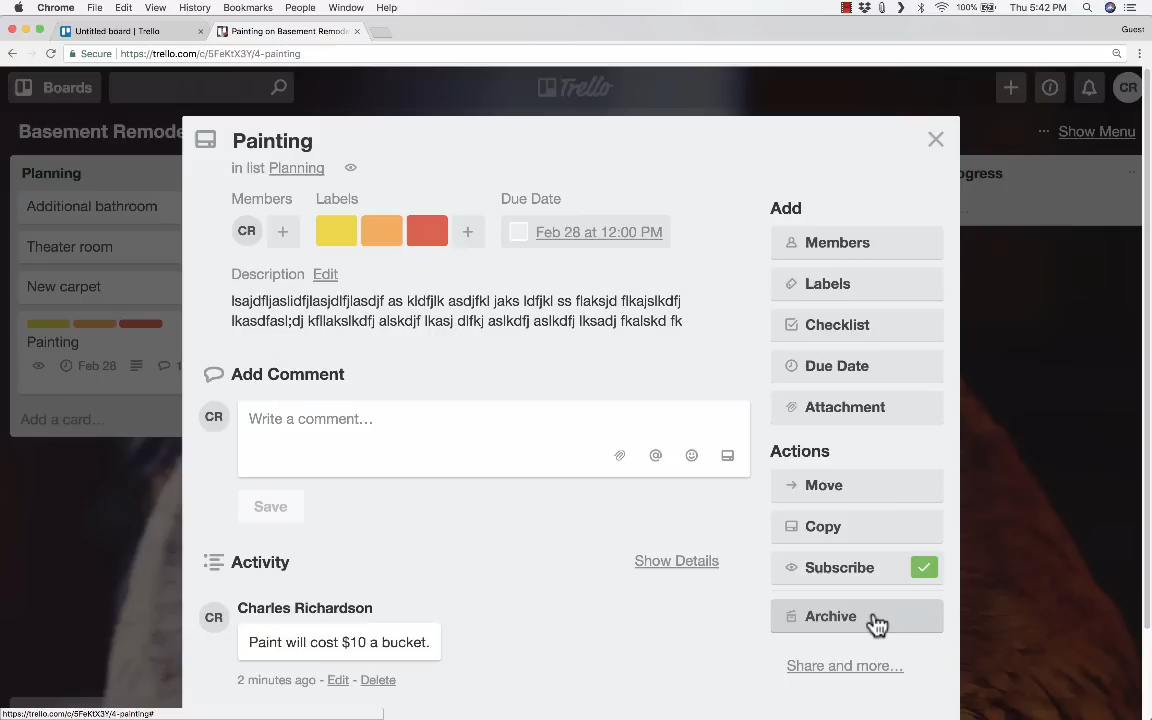 Chrome File Edit View History Bookmarks People Window Help 100% Thu 5:42 PM
Untitled board | Trello
Painting on Basement Remode
Guest
Secure https://trello.com/c/5FeKtX3Y/4-painting
Boards
Trello
CR
Basement Remode
Show Menu
Planning
Additional bathroom
Theater room
New carpet
Painting
Feb 28 1
Add a card…
ogress
Painting
in list Planning
Members Labels Due Date
CR
Feb 28 at 12:00 PM
Description Edit
lsajdfljaslidfjlasjdlfjlasdjf as kldfjlk asdjfkl jaks ldfjkl ss flaksjd flkajslkdfj
lkasdfasl;dj kfllakslkdfj alskdjf lkasj dlfkj aslkdfj aslkdfj lksadj fkalskd fk
Add Comment
CR
Write a comment…
Save
Activity
Show Details
CR
Charles Richardson
Paint will cost $10 a bucket.
2 minutes ago - Edit - Delete
Add
Members
Labels
Checklist
Due Date
Attachment
Actions
Move
Copy
Subscribe
Archive
Share and more…
https://trello.com/c/5FeKtX3Y/4-painting#